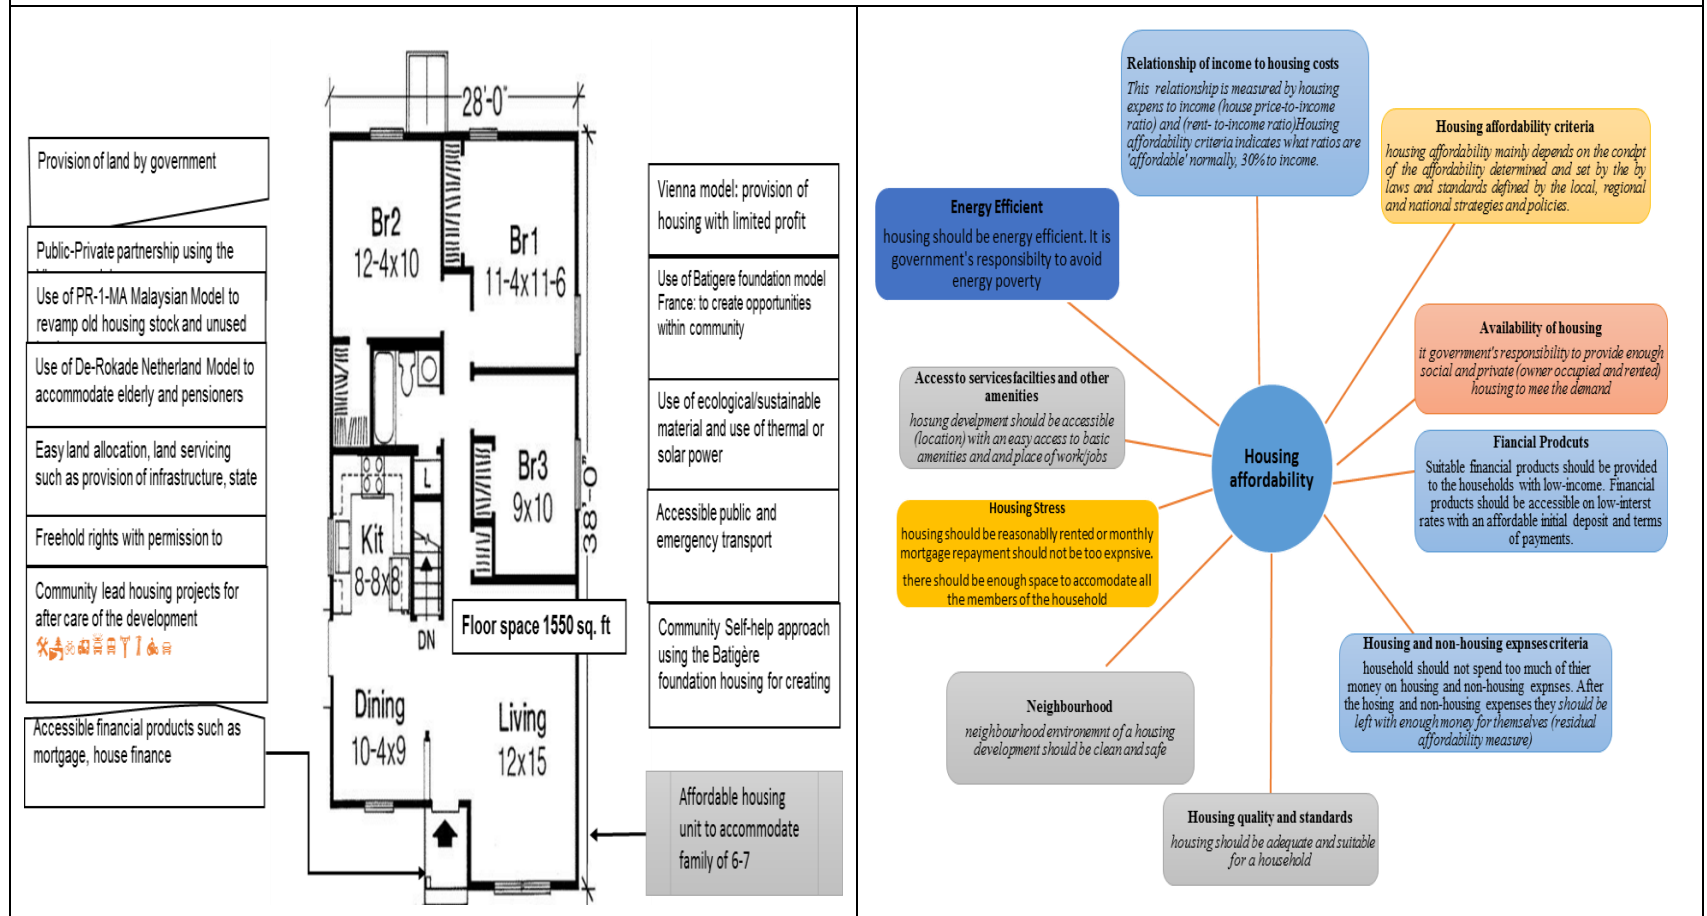 Provision of land by government
Public-Private partnership using the
Use of PR-1-MA Malaysian Model to
revamp old housing stock and unused
Use of De-Rokade Netherland Model to
accommodate elderly and pensioners
Easy land allocation, land servicing
such as provision of infrastructure, state
Freehold rights with permission to
Community lead housing projects for
after care of the development
Accessible financial products such as
mortgage, house finance
28'-0"
Br2
12-4x10
Br1
11-4x11-6
L
Br3
9x10
38'-0"
Kit
8-8x8
DN
Floor space 1550 sq. ft
Dining
10-4x9
Living
12x15
Vienna model: provision of
housing with limited profit
Use of Batigere foundation model
France: to create opportunities
within community
Use of ecological/sustainable
material and use of thermal or
solar power
Accessible public and
emergency transport
Community Self-help approach
using the Batigère
foundation housing for creating
Affordable housing
unit to accommodate
family of 6-7
Relationship of income to housing costs
This relationship is measured by housing
expens to income (house price-to-income
ratio) and (rent- to-income ratio)Housing
affordability criteria indicates what ratios are
'affordable' normally, 30% to income.
Housing affordability criteria
housing affordability mainly depends on the condpt
of the affordability determined and set by the by
laws and standards defined by the local, regional
and national strategies and policies.
Energy Efficient
housing should be energy efficient. It is
government's responsibilty to avoid
energy poverty
Availability of housing
it government's responsibility to provide enough
social and private (owner occupied and rented)
housing to mee the demand
Access to services facilties and other
amenities
hosung develpment should be accessible
(location) with an easy access to basic
amenities and and place of work/jobs
Housing
affordability
Fiancial Prodcuts
Suitable financial products should be provided
to the households with low-income. Financial
products should be accessible on low-interst
rates with an affordable initial deposit and terms
of payments.
Housing Stress
housing should be reasonablly rented or monthly
mortgage repayment should not be too expnsive.
there should be enough space to accomodate all
the members of the household
Housing and non-housing expnses criteria
household should not spend too much of thier
money on housing and non-housing expnses. After
the hosing and non-housing expenses they should be
left with enough money for themselves (residual
affordability measure)
Neighbourhood
neighbourhood environemnt of a housing
development should be clean and safe
Housing quality and standards
housing should be adequate and suitable
for a household